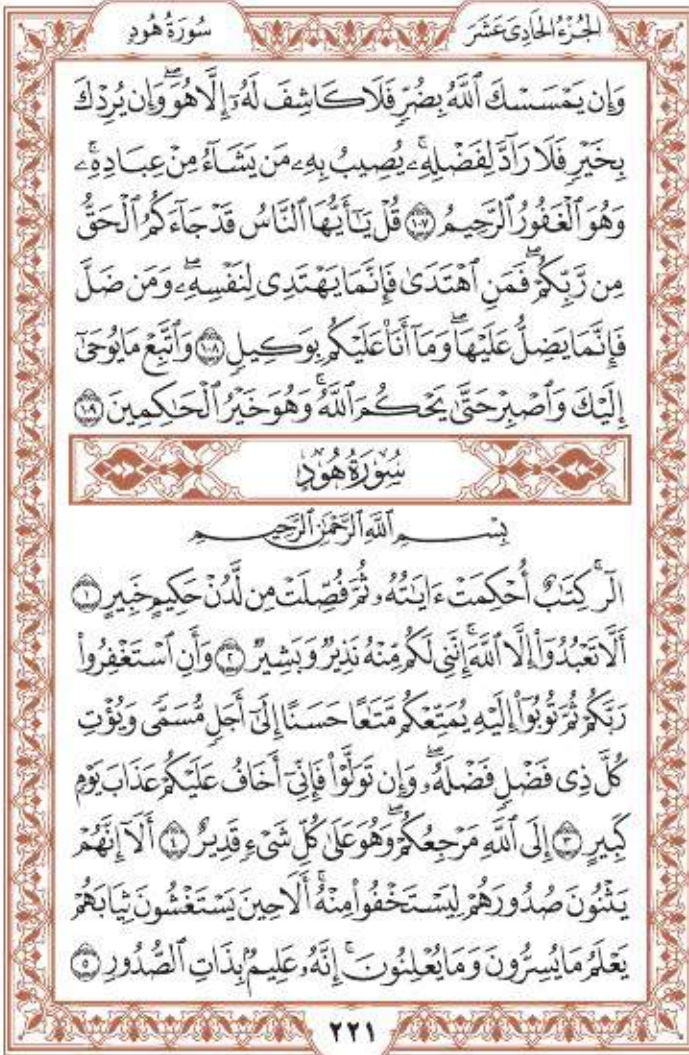 الجُزْءُ الحَادِىَ عَشَرَ سُورَةُ هُودٍ
وَإِن يَمْسَسْكَ ٱللَّهُ بِضُرٍّ فَلَا كَاشِفَ لَهُۥٓ إِلَّا هُوَۖ وَإِن يُرِدْكَ
بِخَيْرٍ فَلَا رَآدَّ لِفَضْلِهِۦۚ يُصِيبُ بِهِۦ مَن يَشَآءُ مِنْ عِبَادِهِۦۚ
وَهُوَ ٱلْغَفُورُ ٱلرَّحِيمُ ١٠٧ قُلْ يَٰٓأَيُّهَا ٱلنَّاسُ قَدْ جَآءَكُمُ ٱلْحَقُّ
مِن رَّبِّكُمْۖ فَمَنِ ٱهْتَدَىٰ فَإِنَّمَا يَهْتَدِى لِنَفْسِهِۦۖ وَمَن ضَلَّ
فَإِنَّمَا يَضِلُّ عَلَيْهَاۖ وَمَآ أَنَا۠ عَلَيْكُم بِوَكِيلٍ ١٠٨ وَٱتَّبِعْ مَا يُوحَىٰٓ
إِلَيْكَ وَٱصْبِرْ حَتَّىٰ يَحْكُمَ ٱللَّهُۚ وَهُوَ خَيْرُ ٱلْحَٰكِمِينَ ١٠٩
سُورَةُ هُودٍ
بِسْمِ ٱللَّهِ ٱلرَّحْمَٰنِ ٱلرَّحِيمِ
الٓرۚ كِتَٰبٌ أُحْكِمَتْ ءَايَٰتُهُۥ ثُمَّ فُصِّلَتْ مِن لَّدُنْ حَكِيمٍ خَبِيرٍ ١
أَلَّا تَعْبُدُوٓا۟ إِلَّا ٱللَّهَۚ إِنَّنِى لَكُم مِّنْهُ نَذِيرٌ وَبَشِيرٌ ٢ وَأَنِ ٱسْتَغْفِرُوا۟
رَبَّكُمْ ثُمَّ تُوبُوٓا۟ إِلَيْهِ يُمَتِّعْكُم مَّتَٰعًا حَسَنًا إِلَىٰٓ أَجَلٍ مُّسَمًّى وَيُؤْتِ
كُلَّ ذِى فَضْلٍ فَضْلَهُۥۖ وَإِن تَوَلَّوْا۟ فَإِنِّىٓ أَخَافُ عَلَيْكُمْ عَذَابَ يَوْمٍ
كَبِيرٍ ٣ إِلَى ٱللَّهِ مَرْجِعُكُمْۖ وَهُوَ عَلَىٰ كُلِّ شَىْءٍ قَدِيرٌ ٤ أَلَآ إِنَّهُمْ
يَثْنُونَ صُدُورَهُمْ لِيَسْتَخْفُوا۟ مِنْهُۚ أَلَا حِينَ يَسْتَغْشُونَ ثِيَابَهُمْ
يَعْلَمُ مَا يُسِرُّونَ وَمَا يُعْلِنُونَۚ إِنَّهُۥ عَلِيمٌۢ بِذَاتِ ٱلصُّدُورِ ٥
٢٢١